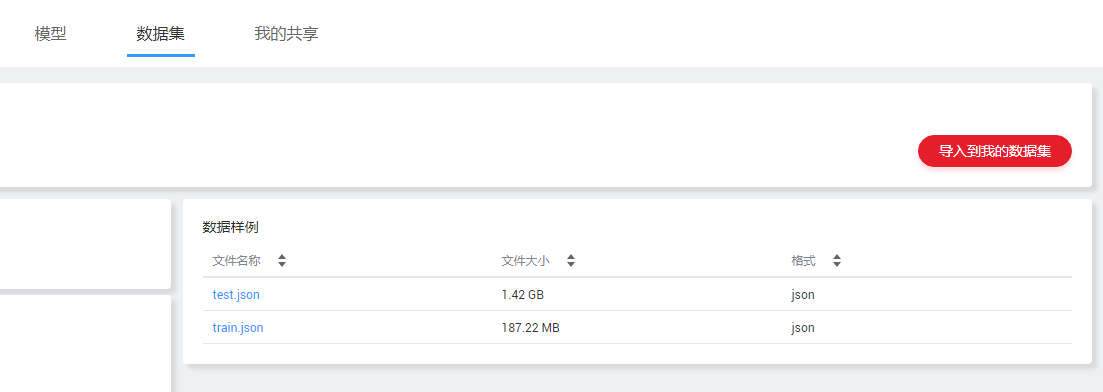 模型 数据集 我的共享
导入到我的数据集
数据样例
文件名称 文件大小 格式
test.json 1.42 GB json
train.json 187.22 MB json